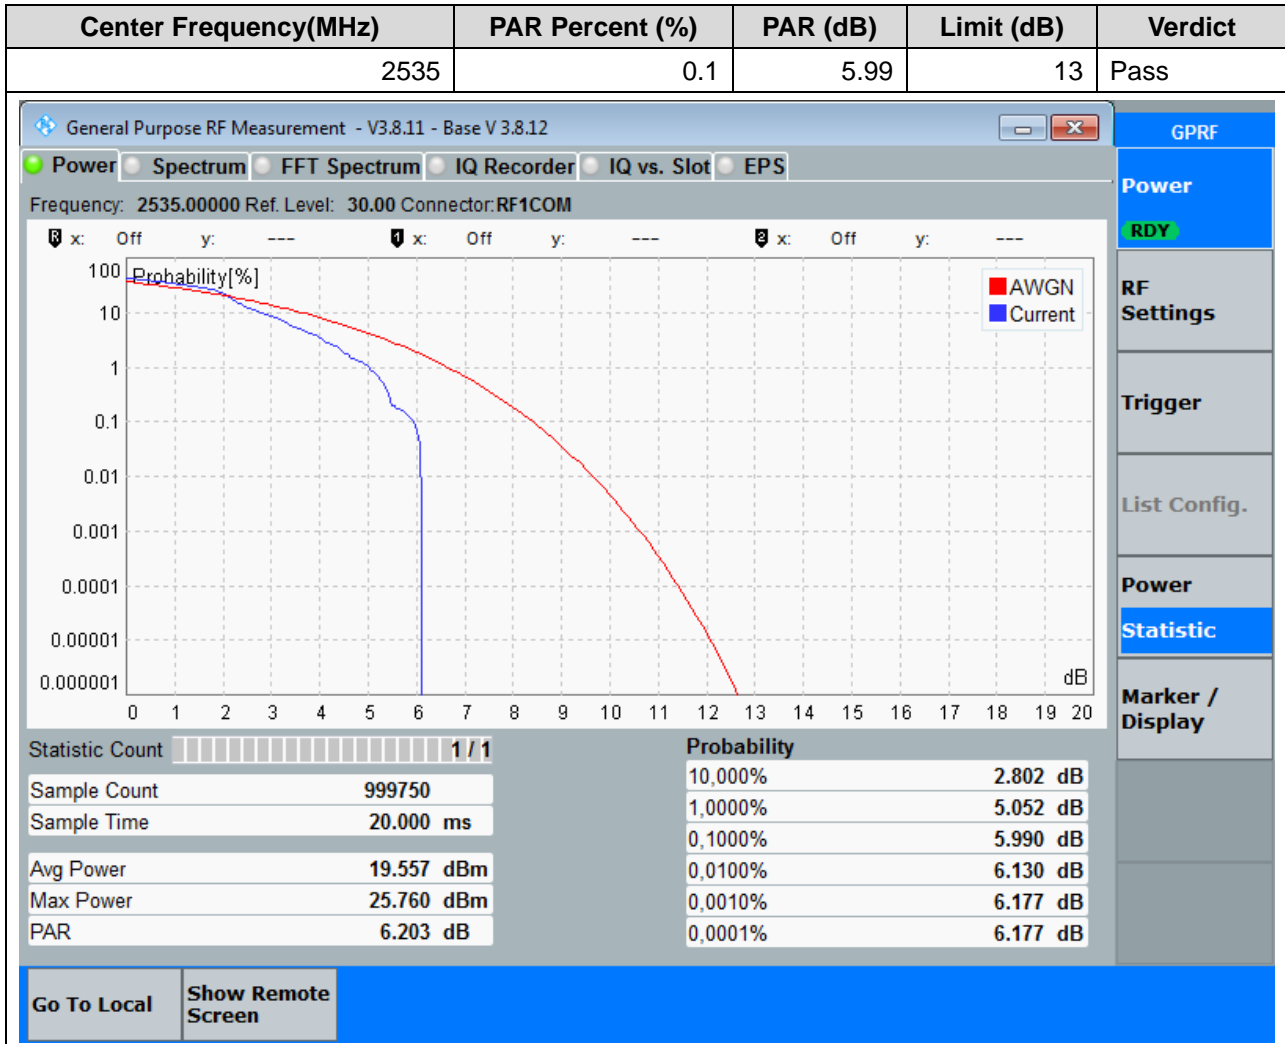 Center Frequency(MHz) PAR Percent (%) PAR (dB) Limit (dB) Verdict
2535 0.1 5.99 13 Pass
General Purpose RF Measurement - V3.8.11 - Base V 3.8.12
GPRF
Power Spectrum FFT Spectrum IQ Recorder IQ vs. Slot EPS
Frequency: 2535.00000 Ref. Level: 30.00 Connector: RF1COM
R x: Off y: --- 1 x: Off y: --- 2 x: Off y: ---
Probability[%]
AWGN
Current
100
10
1
0.1
0.01
0.001
0.0001
0.00001
0.000001
dB
0 1 2 3 4 5 6 7 8 9 10 11 12 13 14 15 16 17 18 19 20
Statistic Count 1 / 1
Sample Count 999750
Sample Time 20.000 ms
Avg Power 19.557 dBm
Max Power 25.760 dBm
PAR 6.203 dB
Probability
10,000% 2.802 dB
1,0000% 5.052 dB
0,1000% 5.990 dB
0,0100% 6.130 dB
0,0010% 6.177 dB
0,0001% 6.177 dB
Power
RDY
RF
Settings
Trigger
List Config.
Power
Statistic
Marker /
Display
Go To Local
Show Remote
Screen